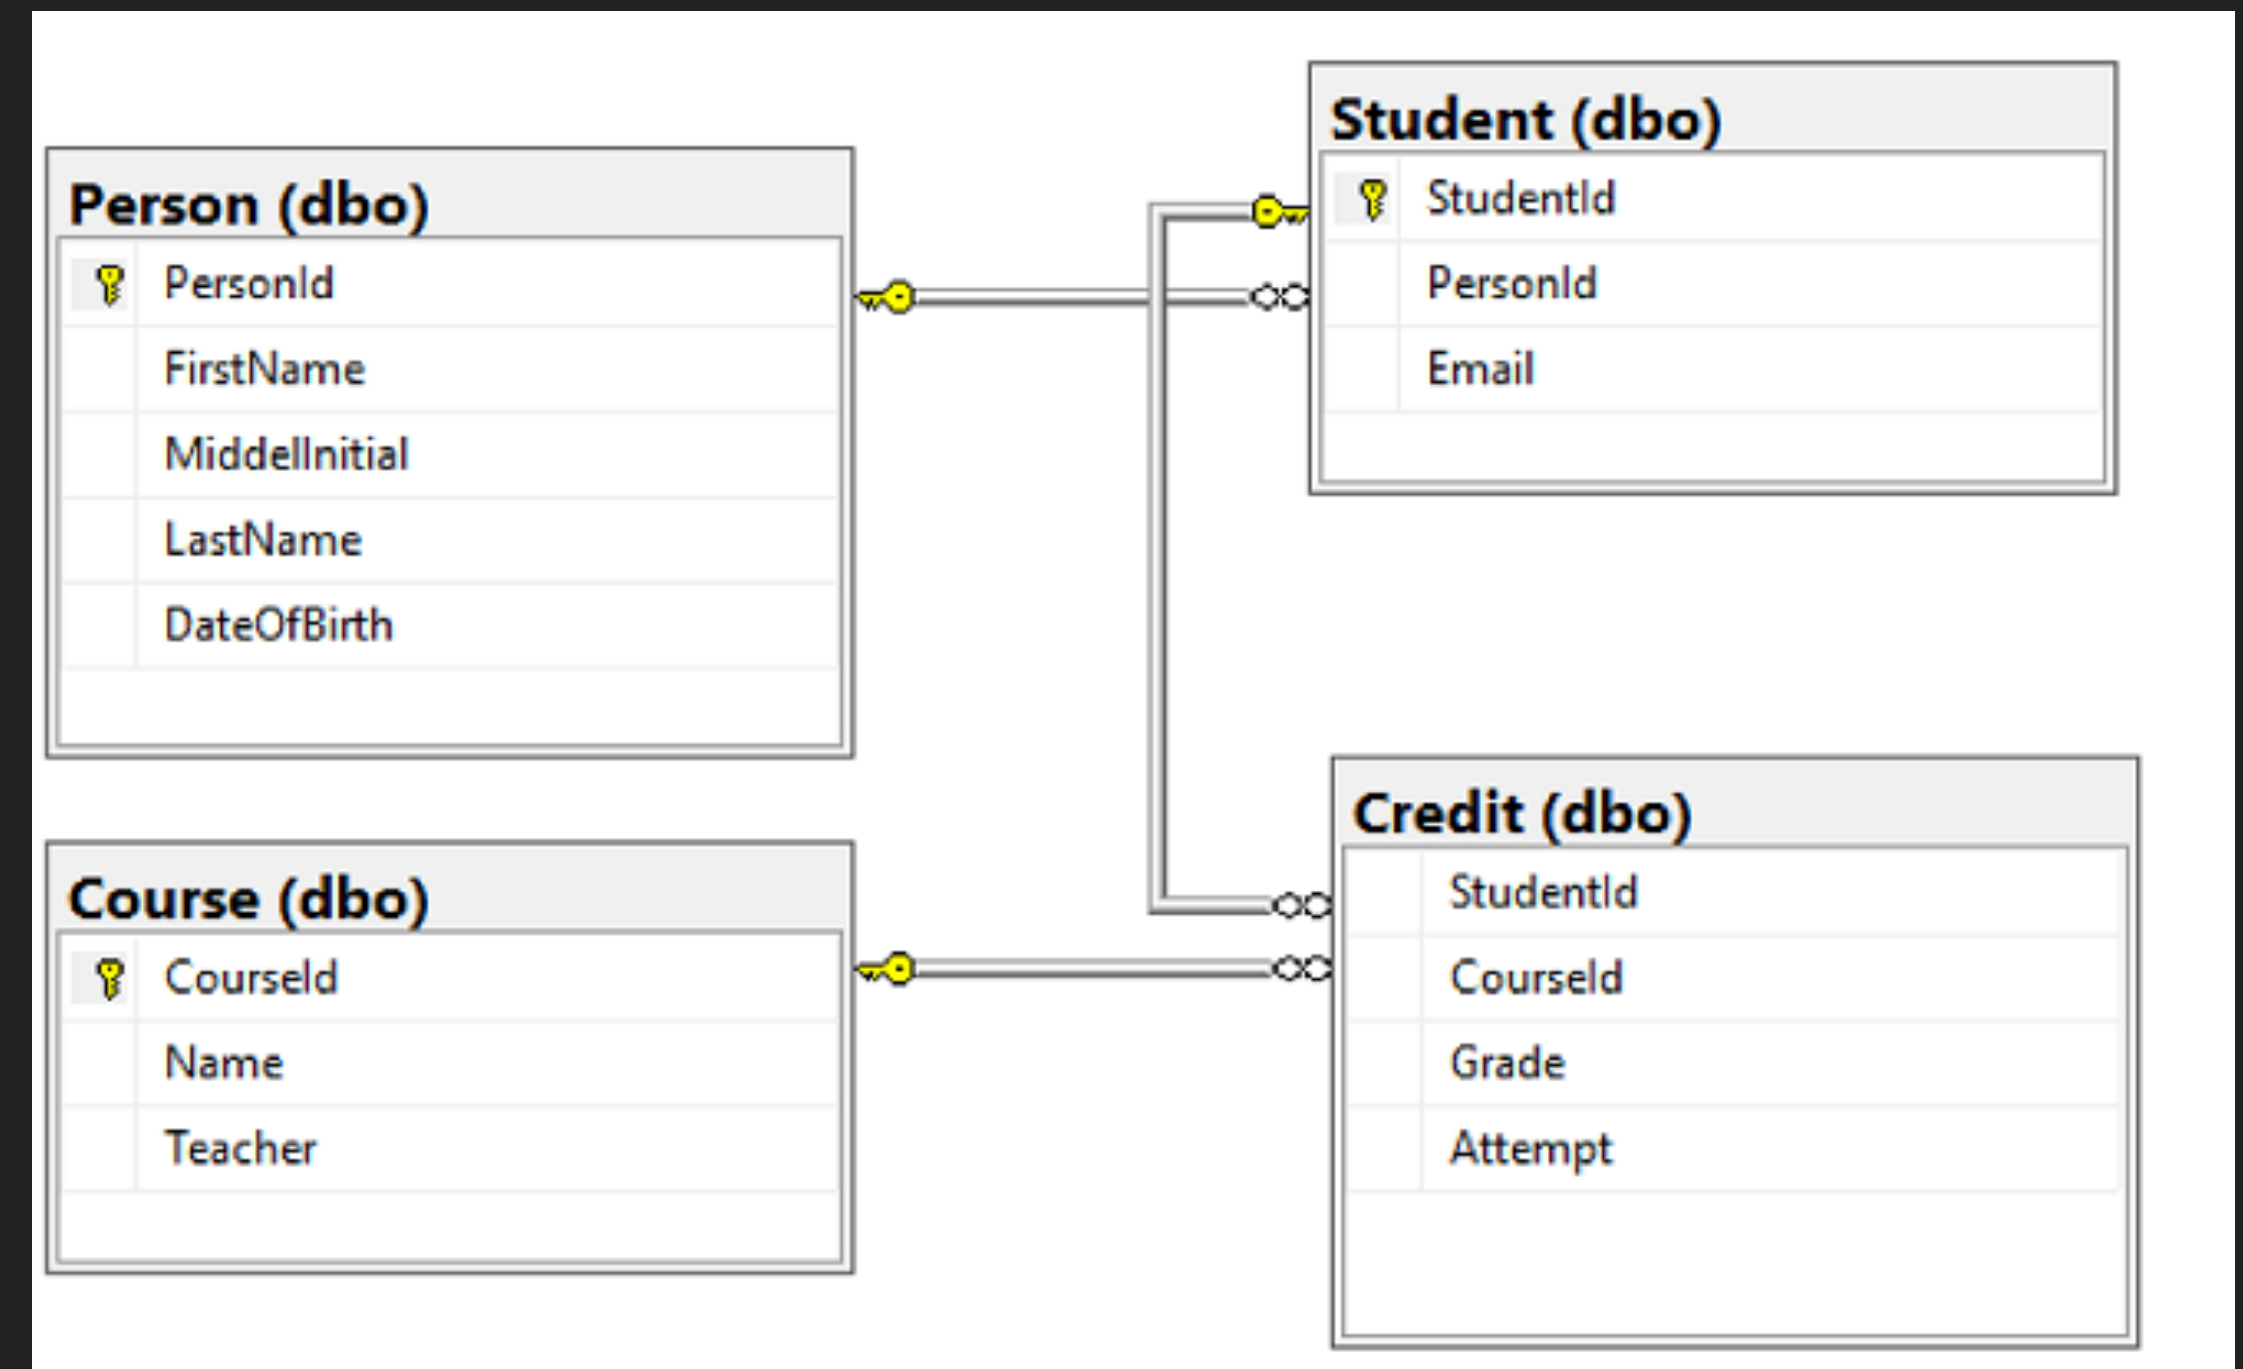 Person (dbo)
PersonId
FirstName
MiddelInitial
LastName
DateOfBirth
Student (dbo)
StudentId
PersonId
Email
Course (dbo)
CourseId
Name
Teacher
Credit (dbo)
StudentId
CourseId
Grade
Attempt